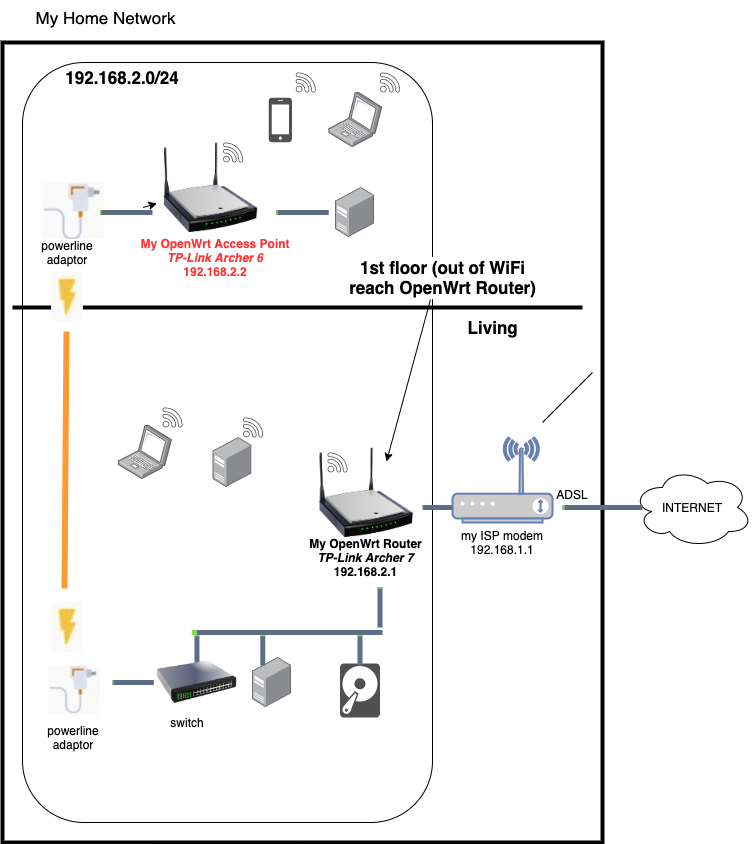 My Home Network
192.168.2.0/24
powerline
adaptor
My OpenWrt Access Point
TP-Link Archer 6
192.168.2.2
1st floor (out of WiFi
reach OpenWrt Router)
Living
ADSL
INTERNET
my ISP modem
192.168.1.1
My OpenWrt Router
TP-Link Archer 7
192.168.2.1
switch
powerline
adaptor